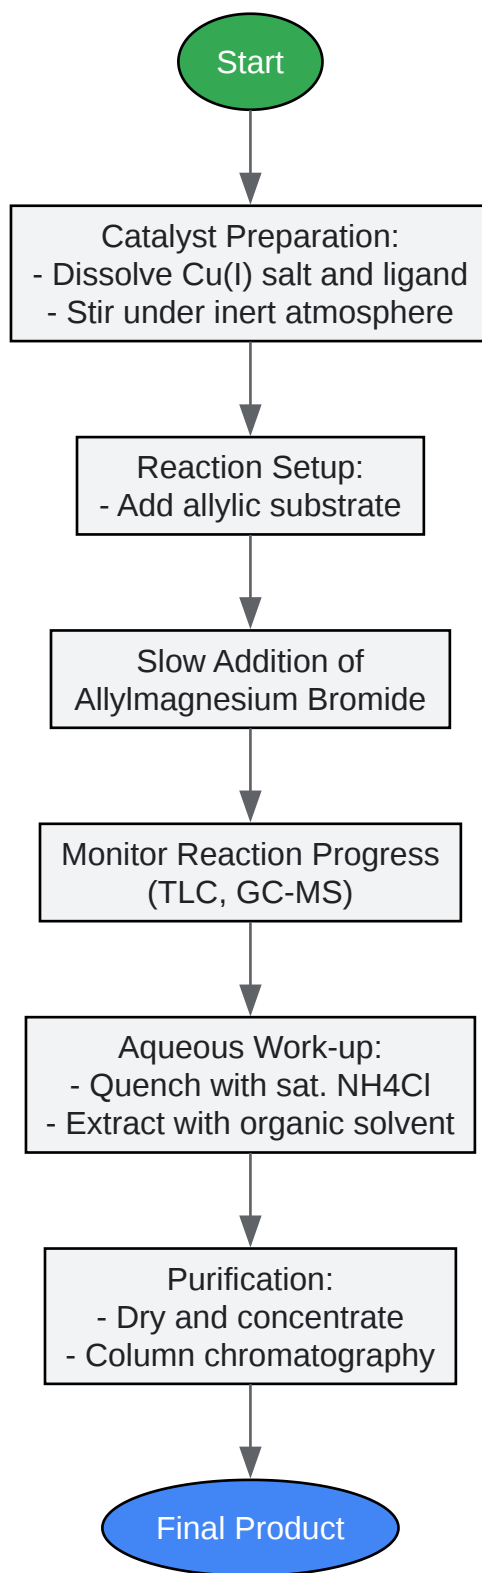 Start
Catalyst Preparation:
- Dissolve Cu(I) salt and ligand
- Stir under inert atmosphere
Reaction Setup:
- Add allylic substrate
Slow Addition of
Allylmagnesium Bromide
Monitor Reaction Progress
(TLC, GC-MS)
Aqueous Work-up:
- Quench with sat. NH4Cl
- Extract with organic solvent
Purification:
- Dry and concentrate
- Column chromatography
Final Product